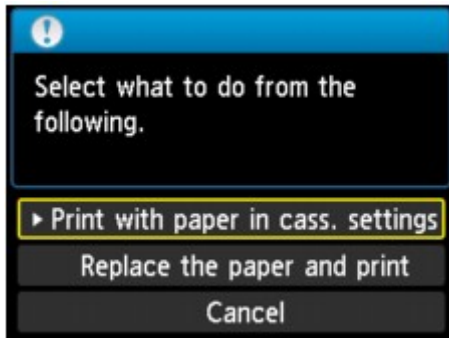 Select what to do from the
following.
Print with paper in cass. settings
Replace the paper and print
Cancel